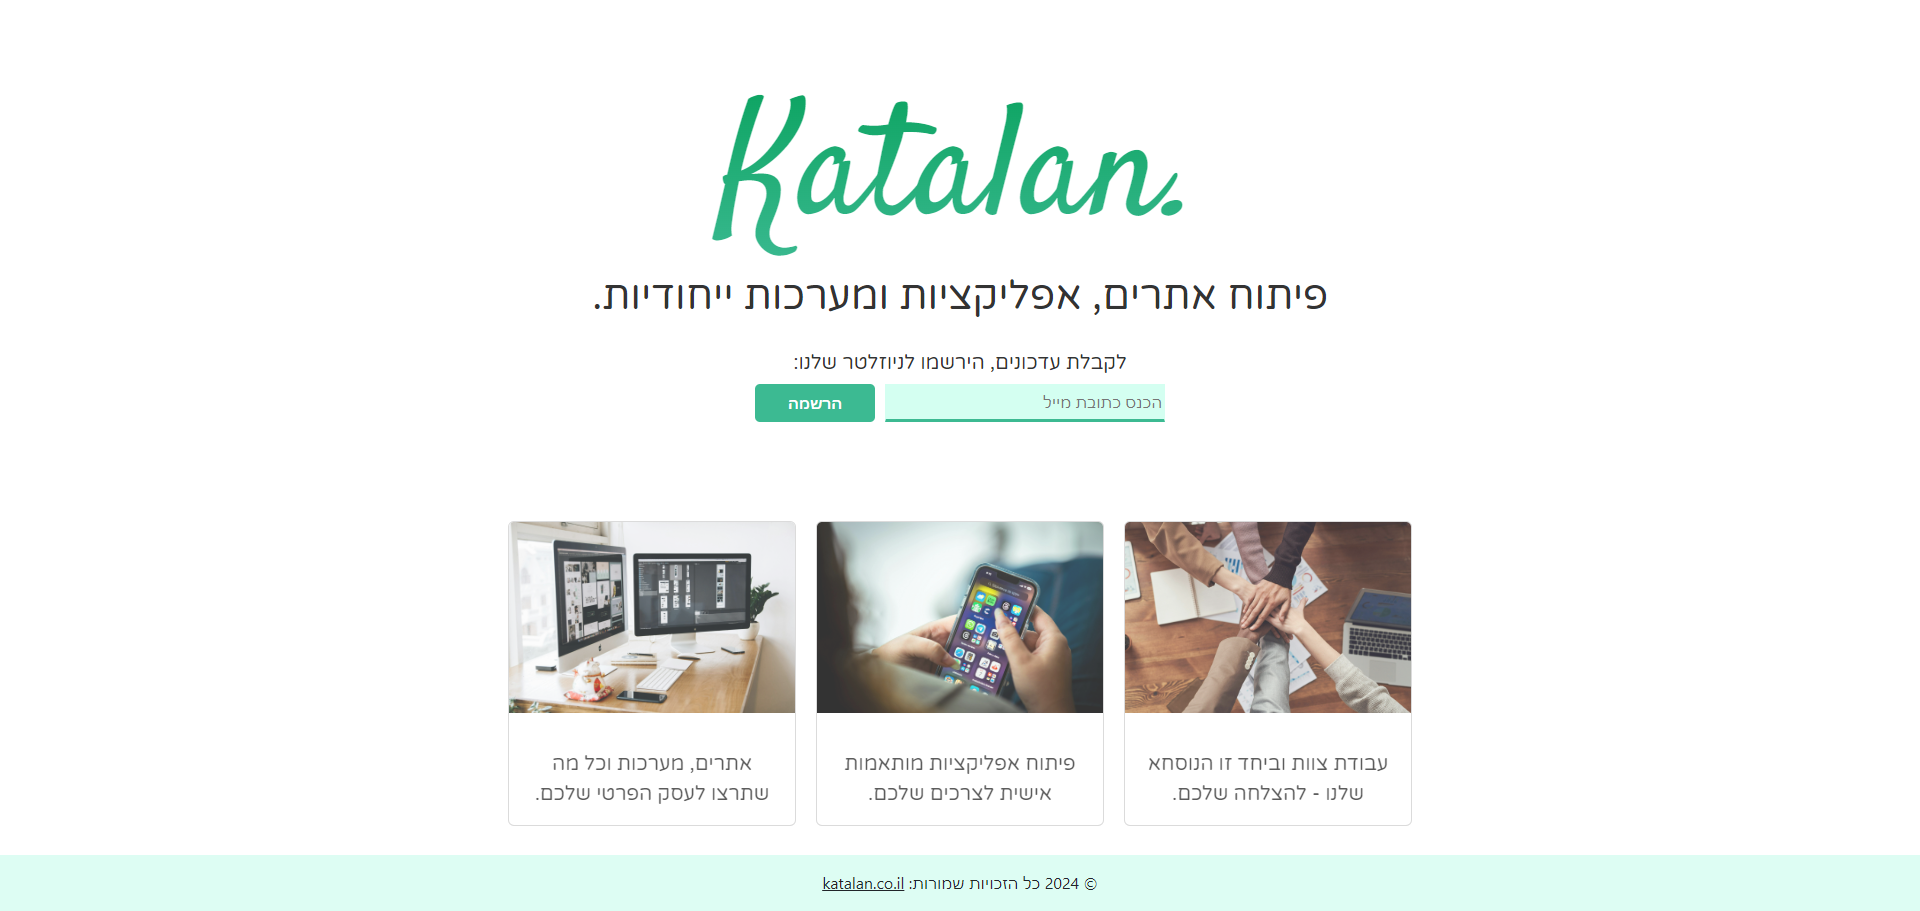 Katalan.
פיתוח אתרים, אפליקציות ומערכות ייחודיות.
לקבלת עדכונים, הירשמו לניוזלטר שלנו:
הכנס כתובת מייל
הרשמה
עבודת צוות וביחד זו הנוסחא
שלנו - להצלחה שלכם.
פיתוח אפליקציות מותאמות
אישית לצרכים שלכם.
אתרים, מערכות וכל מה
שתרצו לעסק הפרטי שלכם.
© 2024 כל הזכויות שמורות: katalan.co.il